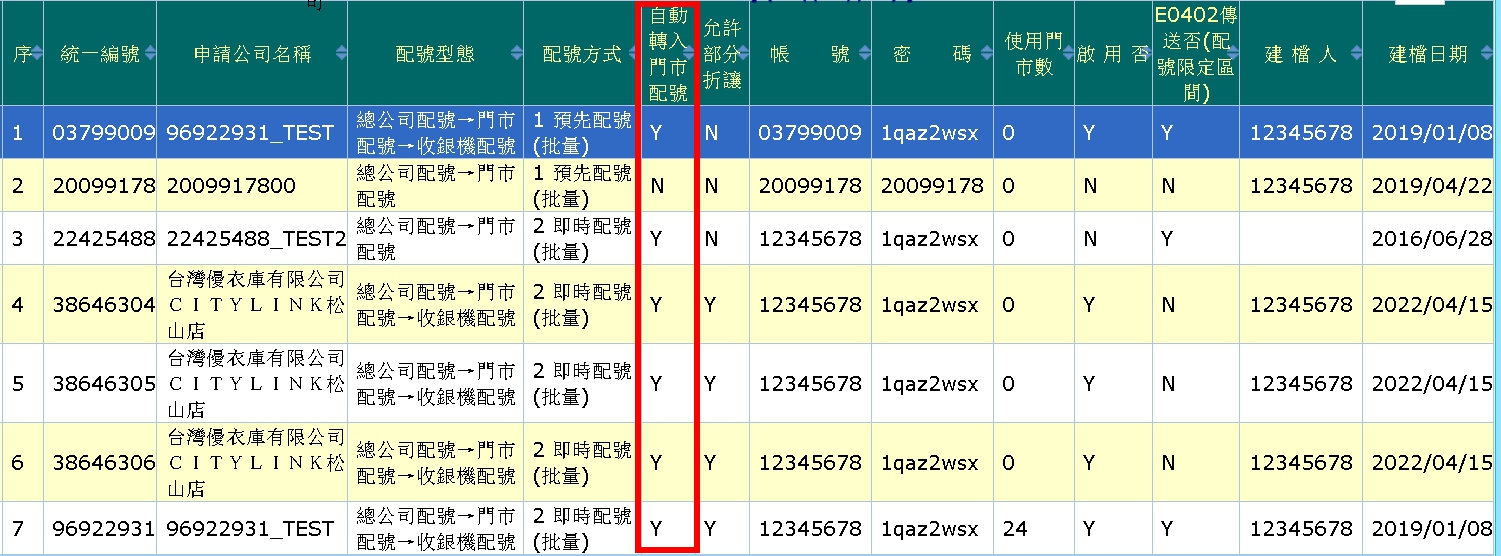 司
序 統一編號 申請公司名稱 配號型態 配號方式 自動轉入門市配號 允許部分折讓 帳 號 密 碼 使用門市數 啟用否 E0402傳送否(配號限定區間) 建檔人 建檔日期
1 03799009 96922931_TEST 總公司配號→門市配號→收銀機配號 1 預先配號(批量) Y N 03799009 1qaz2wsx 0 Y Y 12345678 2019/01/08
2 20099178 2009917800 總公司配號→門市配號 1 預先配號(批量) N N 20099178 20099178 0 N N 12345678 2019/04/22
3 22425488 22425488_TEST2 總公司配號→門市配號 2 即時配號(批量) Y N 12345678 1qaz2wsx 0 N Y 2016/06/28
4 38646304 台灣優衣庫有限公司ＣＩＴＹＬＩＮＫ松山店 總公司配號→門市配號→收銀機配號 2 即時配號(批量) Y Y 12345678 1qaz2wsx 0 Y N 12345678 2022/04/15
5 38646305 台灣優衣庫有限公司ＣＩＴＹＬＩＮＫ松山店 總公司配號→門市配號→收銀機配號 2 即時配號(批量) Y Y 12345678 1qaz2wsx 0 Y N 12345678 2022/04/15
6 38646306 台灣優衣庫有限公司ＣＩＴＹＬＩＮＫ松山店 總公司配號→門市配號→收銀機配號 2 即時配號(批量) Y Y 12345678 1qaz2wsx 0 Y N 12345678 2022/04/15
7 96922931 96922931_TEST 總公司配號→門市配號→收銀機配號 2 即時配號(批量) Y Y 12345678 1qaz2wsx 24 Y Y 12345678 2019/01/08